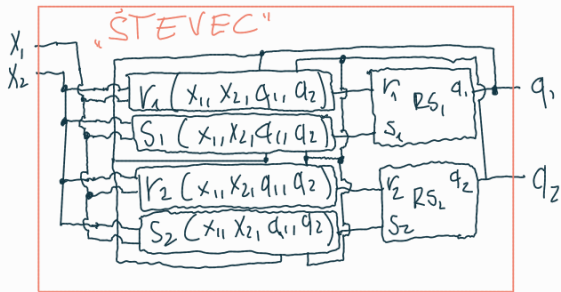 „ŠTEVEC"
x₁
x₂
r₁ (x₁, x₂, q₁, q₂)
r₁ RS₁ q₁
q₁
S₁ (x₁, x₂, q₁, q₂)
S₁
r₂ (x₁, x₂, q₁, q₂)
r₂ RS₂ q₂
q₂
S₂ (x₁, x₂, q₁, q₂)
S₂